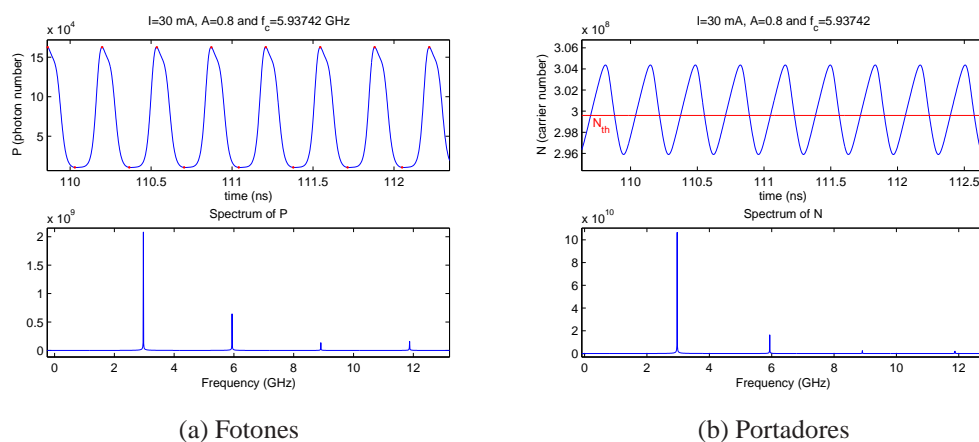 I=30 mA, A=0.8 and f_c=5.93742 GHz
x 10^4
15
10
5
P (photon number)
110 110.5 111 111.5 112
time (ns)
Spectrum of P
x 10^9
2
1.5
1
0.5
0
0 2 4 6 8 10 12
Frequency (GHz)
(a) Fotones
I=30 mA, A=0.8 and f_c=5.93742
x 10^8
3.06
3.04
3.02
3
2.98
2.96
N (carrier number)
N_th
110 110.5 111 111.5 112 112.5
time (ns)
Spectrum of N
x 10^10
10
8
6
4
2
0
0 2 4 6 8 10 12
Frequency (GHz)
(b) Portadores